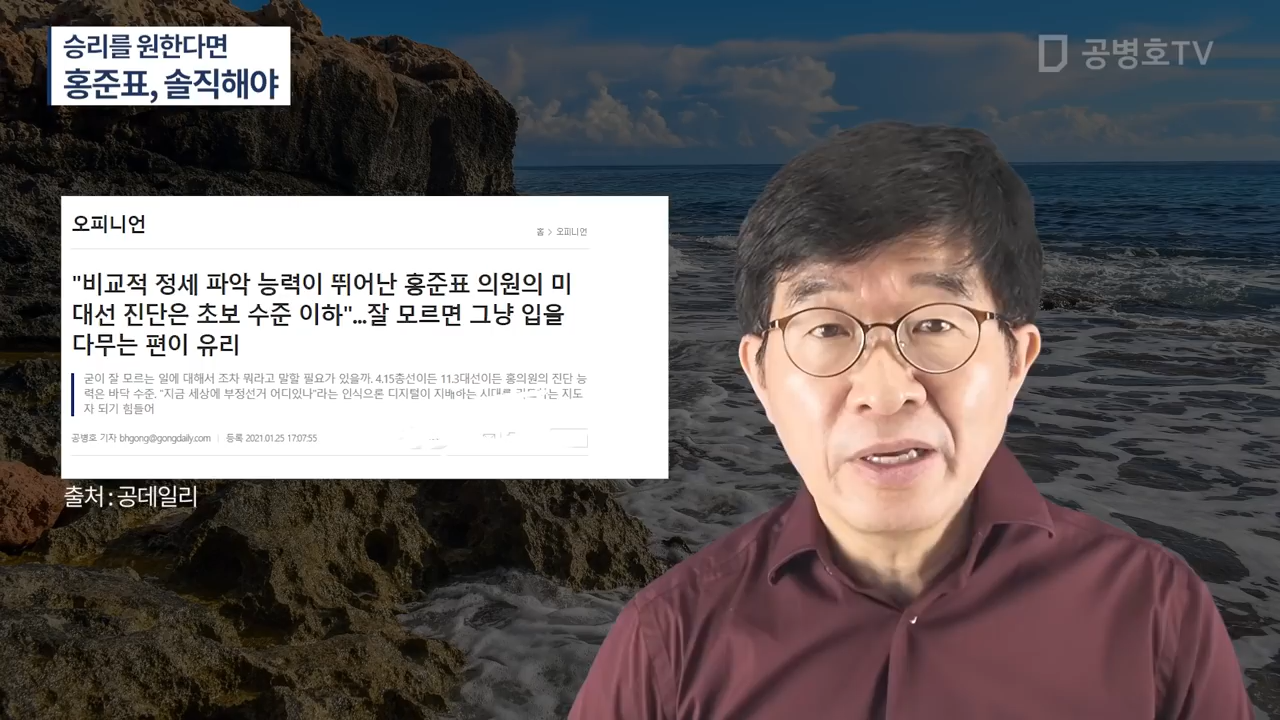 승리를 원한다면
홍준표, 솔직해야
공병호TV
오피니언
홈 > 오피니언
"비교적 정세 파악 능력이 뛰어난 홍준표 의원의 미
대선 진단은 초보 수준 이하"...잘 모르면 그냥 입을
다무는 편이 유리
굳이 잘 모르는 일에 대해서 조차 뭐라고 말할 필요가 있을까. 4.15총선이든 11.3대선이든 홍의원의 진단 능
력은 바닥 수준. "지금 세상에 부정선거 어디있나"라는 인식으론 디지털이 지배하는 시대를 지도
자 되기 힘들어
공병호 기자 bhgong@gongdaily.com | 등록 2021.01.25 17:07:55
출처 : 공데일리